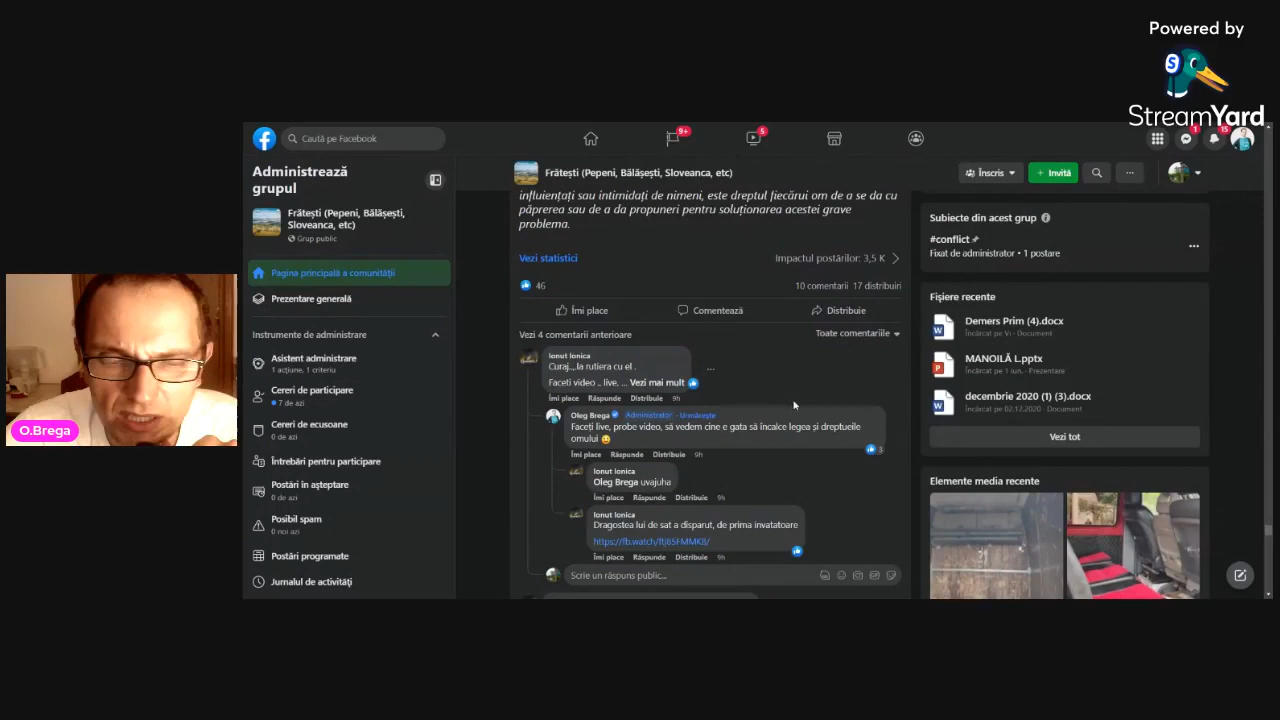 Powered by
StreamYard
O.Brega
Caută pe Facebook
9+
5
1
15
Administrează
grupul
Frătești (Pepeni, Bălășești,
Sloveanca, etc)
Grup public
Pagina principală a comunității
Prezentare generală
Instrumente de administrare
Asistent administrare
1 acțiune, 1 criteriu
Cereri de participare
7 de azi
Cereri de ecusoane
0 de azi
Întrebări pentru participare
Postări în așteptare
0 de azi
Posibil spam
0 noi azi
Postări programate
Jurnalul de activități
Frătești (Pepeni, Bălășești, Sloveanca, etc)
Înscris
+ Invită
influiențați sau intimidați de nimeni, este dreptul fiecărui om de a se da cu
păprerea sau de a da propuneri pentru soluționarea acestei grave
problema.
Vezi statistici
Impactul postărilor: 3,5 K
46
10 comentarii 17 distribuiri
Îmi place
Comentează
Distribuie
Vezi 4 comentarii anterioare
Toate comentariile
Ionut Ionica
Curaj,,,la rutiera cu el .
Faceti video .. live, ... Vezi mai mult
Îmi place Răspunde Distribuie 9h
Oleg Brega Administrator · Urmărește
Faceți live, probe video, să vedem cine e gata să încalce legea și dreptueile
omului
3
Îmi place Răspunde Distribuie 9h
Ionut Ionica
Oleg Brega uvajuha
Îmi place Răspunde Distribuie 9h
Ionut Ionica
Dragostea lui de sat a disparut, de prima invatatoare
https://fb.watch/ftj65FMMK8/
Îmi place Răspunde Distribuie 9h
Scrie un răspuns public...
Subiecte din acest grup
#conflict
Fixat de administrator • 1 postare
Fișiere recente
Demers Prim (4).docx
Încărcat pe Vi · Document
MANOILĂ L.pptx
Încărcat pe 1 iun. · Prezentare
decembrie 2020 (1) (3).docx
Încărcat pe 02.12.2020 · Document
Vezi tot
Elemente media recente